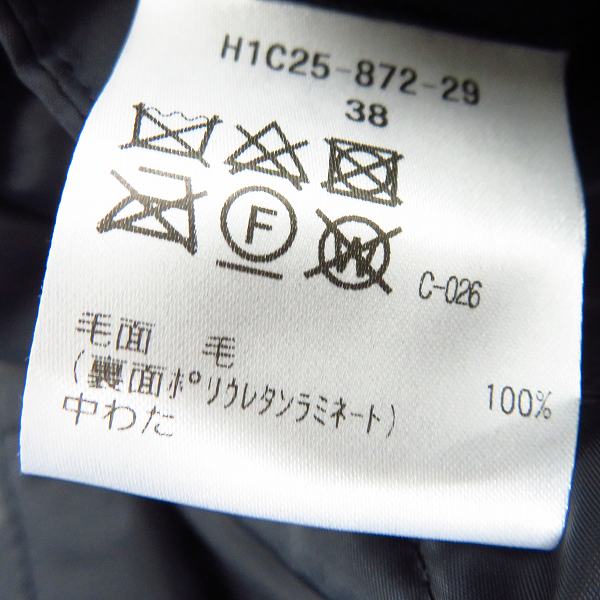 H1C25-872-29
38
F
W
C-026
毛面 毛 100%
(裏面ポリウレタンラミネート)
中わた